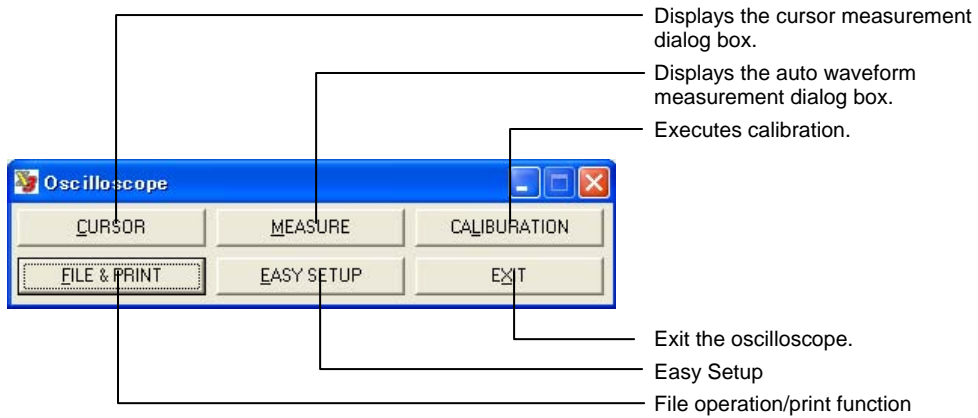 Displays the cursor measurement
dialog box.
Displays the auto waveform
measurement dialog box.
Executes calibration.
Oscilloscope
CURSOR
MEASURE
CALIBURATION
FILE & PRINT
EASY SETUP
EXIT
Exit the oscilloscope.
Easy Setup
File operation/print function